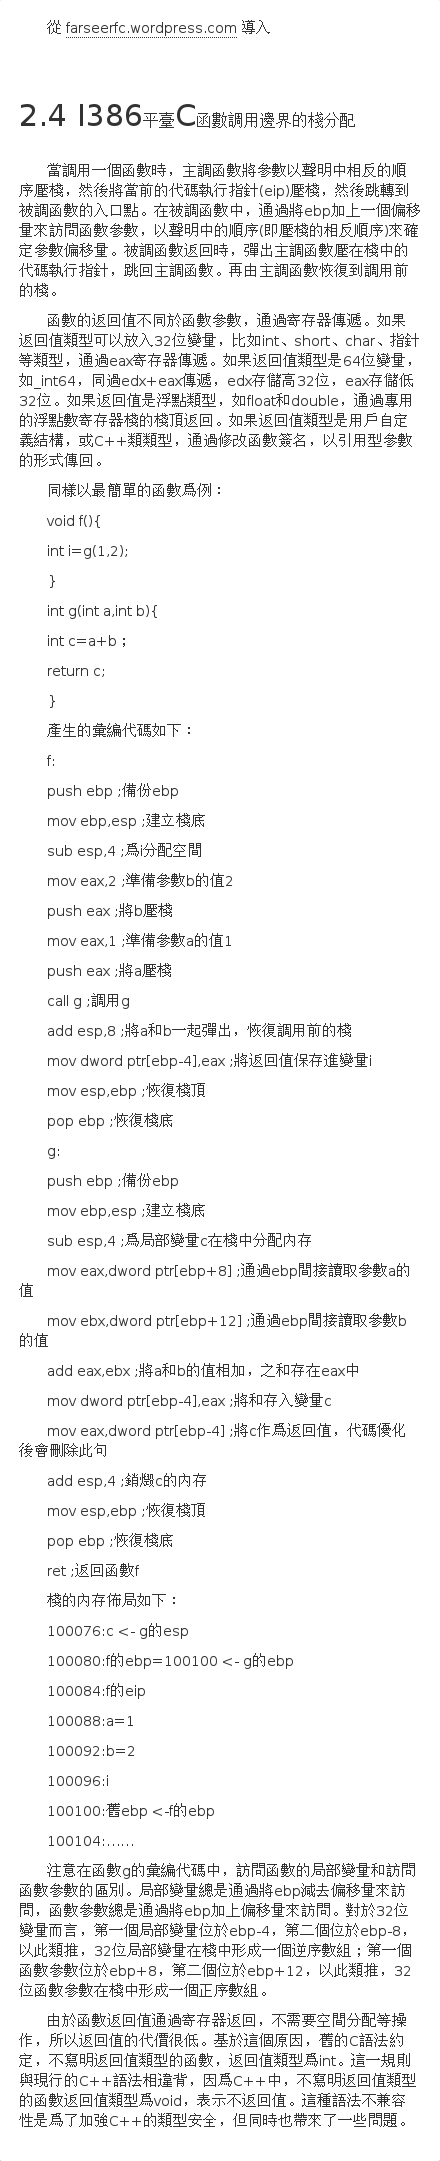 從 farseerfc.wordpress.com 導入
2.4 I386平臺C函數調用邊界的棧分配
當調用一個函數時，主調函數將參數以聲明中相反的順
序壓棧，然後將當前的代碼執行指針(eip)壓棧，然後跳轉到
被調函數的入口點。在被調函數中，通過將ebp加上一個偏移
量來訪問函數參數，以聲明中的順序(即壓棧的相反順序)來確
定參數偏移量。被調函數返回時，彈出主調函數壓在棧中的
代碼執行指針，跳回主調函數。再由主調函數恢復到調用前
的棧。
函數的返回值不同於函數參數，通過寄存器傳遞。如果
返回值類型可以放入32位變量，比如int、short、char、指針
等類型，通過eax寄存器傳遞。如果返回值類型是64位變量，
如_int64，同過edx+eax傳遞，edx存儲高32位，eax存儲低
32位。如果返回值是浮點類型，如float和double，通過專用
的浮點數寄存器棧的棧頂返回。如果返回值類型是用戶自定
義結構，或C++類類型，通過修改函數簽名，以引用型參數
的形式傳回。
同樣以最簡單的函數爲例：
void f(){
int i=g(1,2);
}
int g(int a,int b){
int c=a+b；
return c;
}
產生的彙編代碼如下：
f:
push ebp ;備份ebp
mov ebp,esp ;建立棧底
sub esp,4 ;爲i分配空間
mov eax,2 ;準備參數b的值2
push eax ;將b壓棧
mov eax,1 ;準備參數a的值1
push eax ;將a壓棧
call g ;調用g
add esp,8 ;將a和b一起彈出，恢復調用前的棧
mov dword ptr[ebp-4],eax ;將返回值保存進變量i
mov esp,ebp ;恢復棧頂
pop ebp ;恢復棧底
g:
push ebp ;備份ebp
mov ebp,esp ;建立棧底
sub esp,4 ;爲局部變量c在棧中分配內存
mov eax,dword ptr[ebp+8] ;通過ebp間接讀取參數a的
值
mov ebx,dword ptr[ebp+12] ;通過ebp間接讀取參數b
的值
add eax,ebx ;將a和b的值相加，之和存在eax中
mov dword ptr[ebp-4],eax ;將和存入變量c
mov eax,dword ptr[ebp-4] ;將c作爲返回值，代碼優化
後會刪除此句
add esp,4 ;銷燬c的內存
mov esp,ebp ;恢復棧頂
pop ebp ;恢復棧底
ret ;返回函數f
棧的內存佈局如下：
100076:c <- g的esp
100080:f的ebp=100100 <- g的ebp
100084:f的eip
100088:a=1
100092:b=2
100096:i
100100:舊ebp <-f的ebp
100104:……
注意在函數g的彙編代碼中，訪問函數的局部變量和訪問
函數參數的區別。局部變量總是通過將ebp減去偏移量來訪
問，函數參數總是通過將ebp加上偏移量來訪問。對於32位
變量而言，第一個局部變量位於ebp-4，第二個位於ebp-8，
以此類推，32位局部變量在棧中形成一個逆序數組；第一個
函數參數位於ebp+8，第二個位於ebp+12，以此類推，32
位函數參數在棧中形成一個正序數組。
由於函數返回值通過寄存器返回，不需要空間分配等操
作，所以返回值的代價很低。基於這個原因，舊的C語法約
定，不寫明返回值類型的函數，返回值類型爲int。這一規則
與現行的C++語法相違背，因爲C++中，不寫明返回值類型
的函數返回值類型爲void，表示不返回值。這種語法不兼容
性是爲了加強C++的類型安全，但同時也帶來了一些問題。